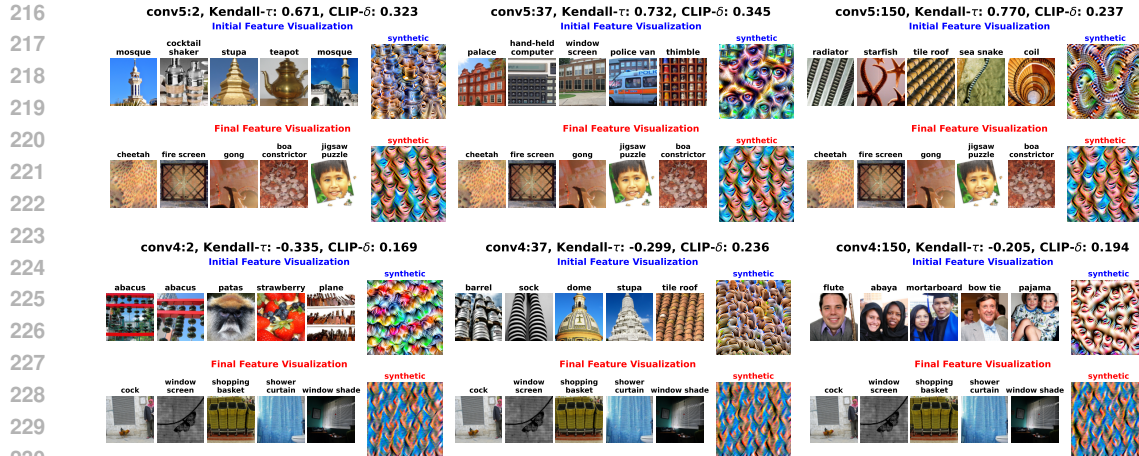 216
217
218
219
220
221
222
223
224
225
226
227
228
229
conv5:2, Kendall-τ: 0.671, CLIP-δ: 0.323
Initial Feature Visualization
synthetic
mosque cocktail shaker stupa teapot mosque
Final Feature Visualization
synthetic
cheetah fire screen gong boa constrictor jigsaw puzzle
conv5:37, Kendall-τ: 0.732, CLIP-δ: 0.345
Initial Feature Visualization
synthetic
palace hand-held computer window screen police van thimble
Final Feature Visualization
synthetic
cheetah fire screen gong jigsaw puzzle boa constrictor
conv5:150, Kendall-τ: 0.770, CLIP-δ: 0.237
Initial Feature Visualization
synthetic
radiator starfish tile roof sea snake coil
Final Feature Visualization
synthetic
cheetah fire screen gong jigsaw puzzle boa constrictor
conv4:2, Kendall-τ: -0.335, CLIP-δ: 0.169
Initial Feature Visualization
synthetic
abacus abacus patas strawberry plane
Final Feature Visualization
synthetic
cock window screen shopping basket shower curtain window shade
conv4:37, Kendall-τ: -0.299, CLIP-δ: 0.236
Initial Feature Visualization
synthetic
barrel sock dome stupa tile roof
Final Feature Visualization
synthetic
cock window screen shopping basket shower curtain window shade
conv4:150, Kendall-τ: -0.205, CLIP-δ: 0.194
Initial Feature Visualization
synthetic
flute abaya mortarboard bow tie pajama
Final Feature Visualization
synthetic
cock window screen shopping basket shower curtain window shade